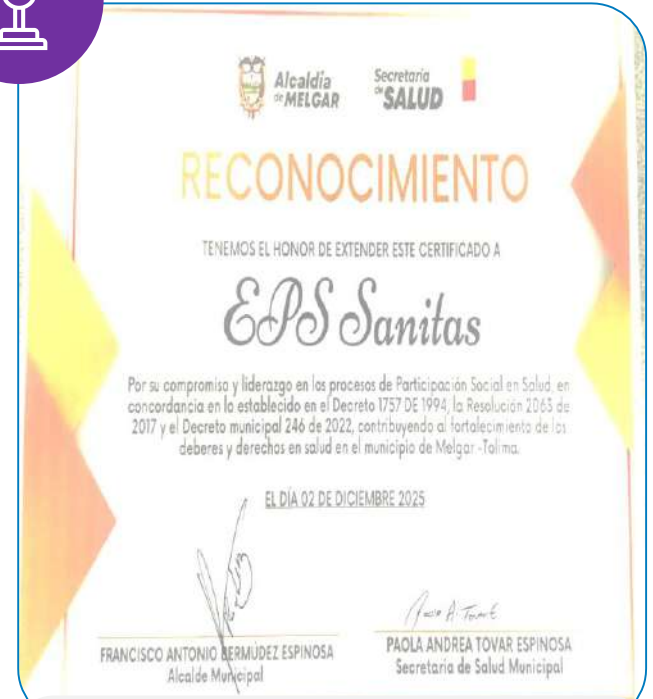 Alcaldía
de MELGAR
Secretaría
de SALUD
RECONOCIMIENTO
TENEMOS EL HONOR DE EXTENDER ESTE CERTIFICADO A
EPS Sanitas
Por su compromiso y liderazgo en los procesos de Participación Social en Salud, en
concordancia en lo establecido en el Decreto 1757 DE 1994, la Resolución 2063 de
2017 y el Decreto municipal 246 de 2022, contribuyendo al fortalecimiento de los
deberes y derechos en salud en el municipio de Melgar -Tolima.
EL DÍA 02 DE DICIEMBRE 2025
FRANCISCO ANTONIO BERMÚDEZ ESPINOSA
Alcalde Municipal
PAOLA ANDREA TOVAR ESPINOSA
Secretaria de Salud Municipal